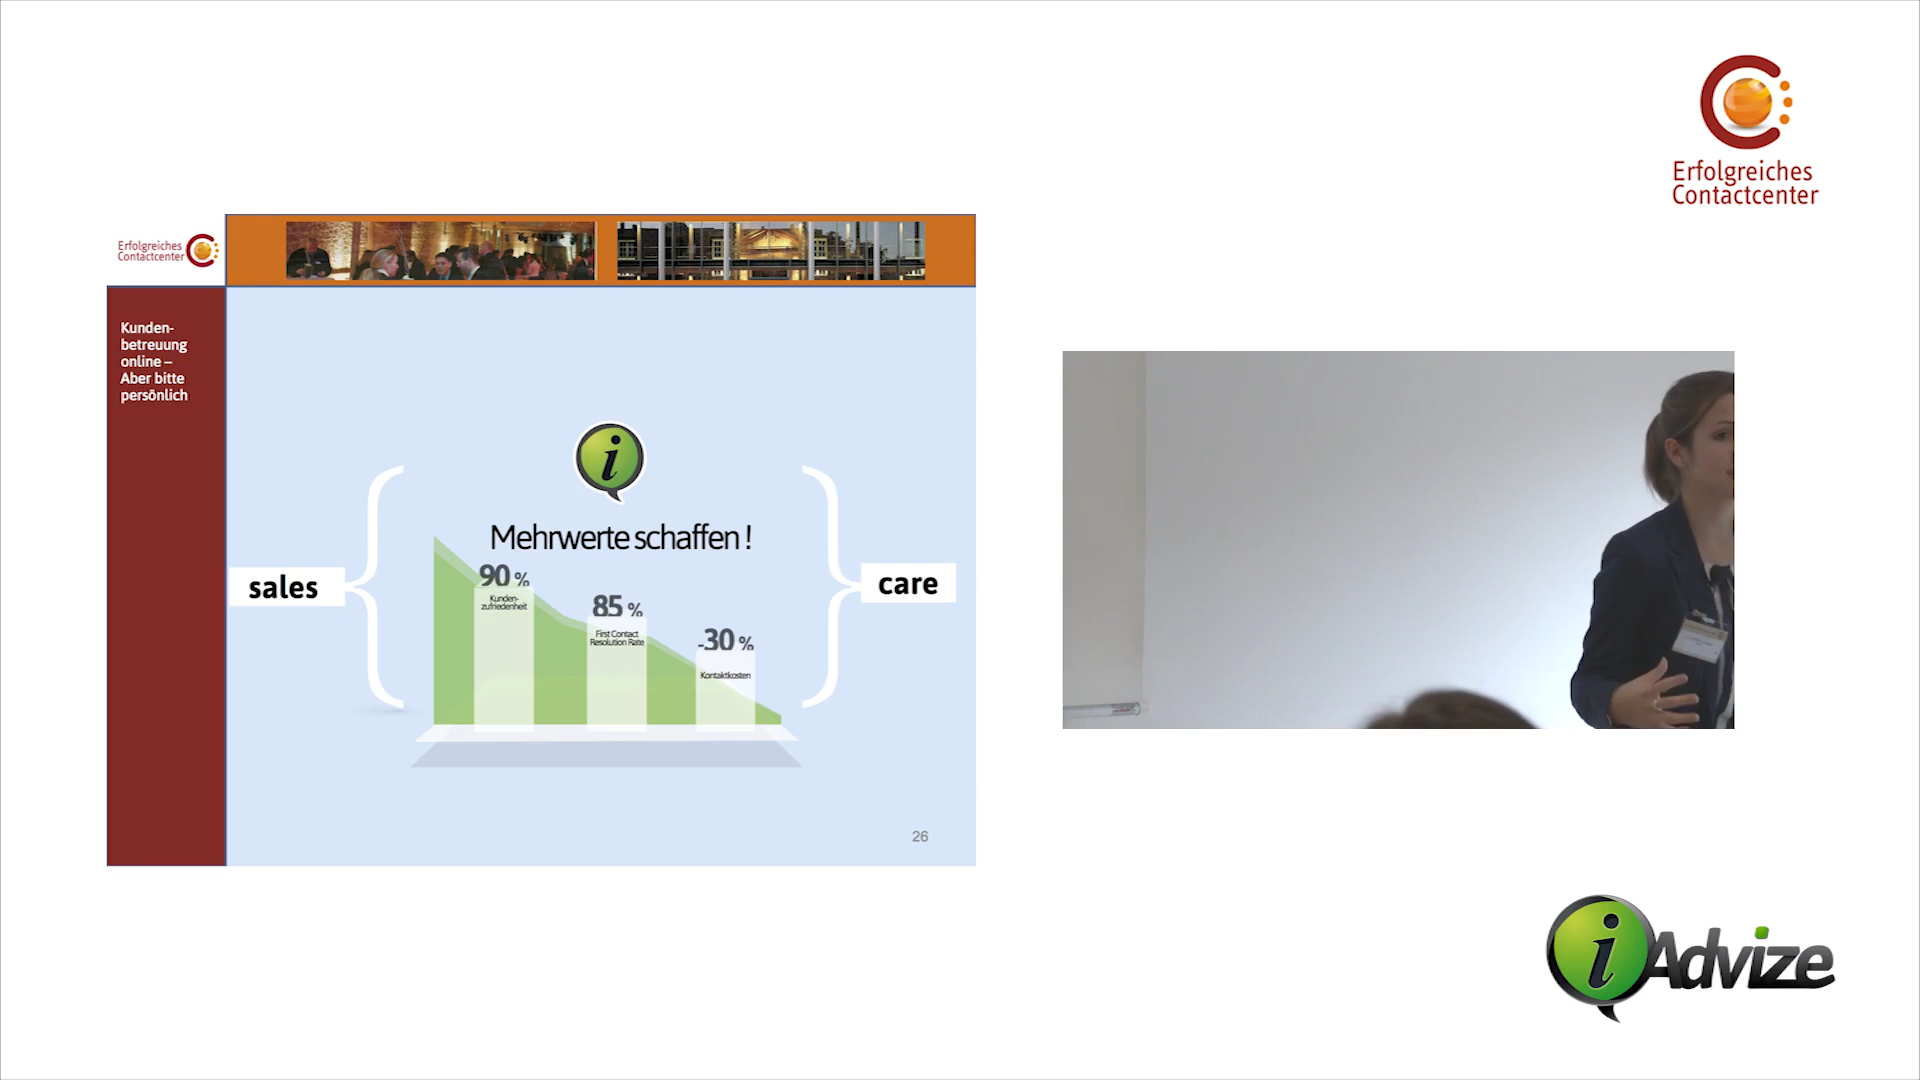 Erfolgreiches
Contactcenter
Erfolgreiches
Contactcenter
Kunden-
betreuung
online –
Aber bitte
persönlich
Mehrwerte schaffen !
90 %
Kunden-
zufriedenheit
85 %
First Contact
Resolution Rate
-30 %
Kontaktkosten
sales
care
26
i
i Advize